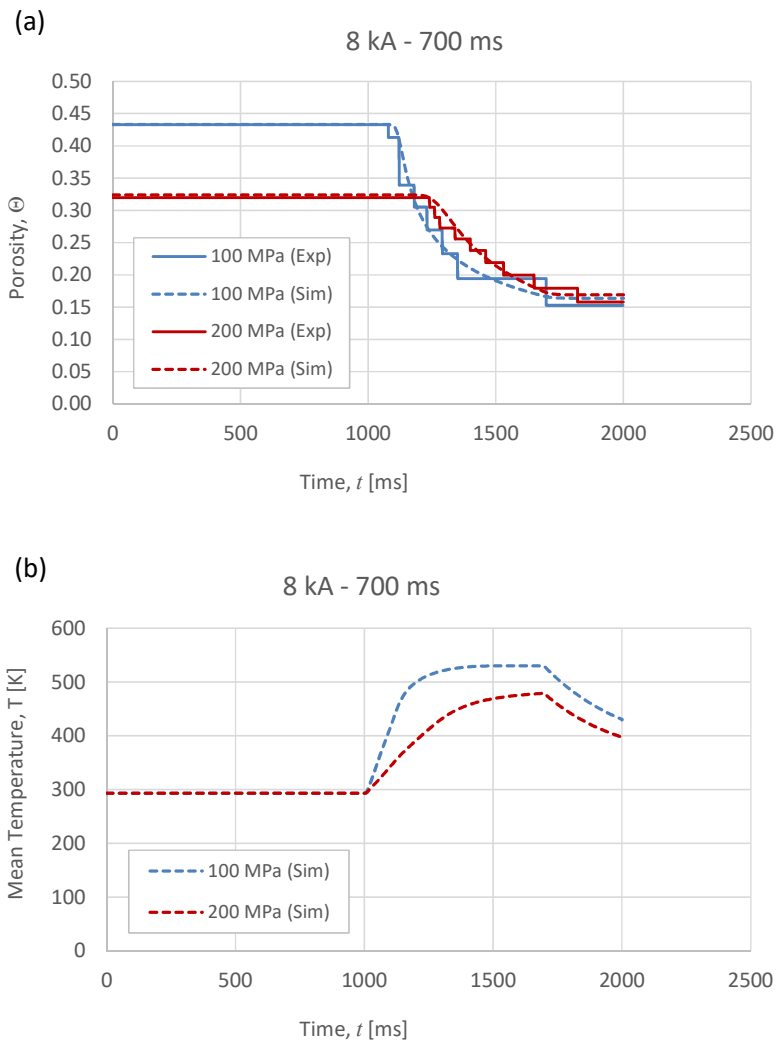 (a)
8 kA - 700 ms
0.50
0.45
0.40
0.35
0.30
0.25
0.20
0.15
0.10
0.05
0.00
Porosity, Θ
100 MPa (Exp)
100 MPa (Sim)
200 MPa (Exp)
200 MPa (Sim)
0 500 1000 1500 2000 2500
Time, t [ms]
(b)
8 kA - 700 ms
600
500
400
300
200
100
0
Mean Temperature, T [K]
100 MPa (Sim)
200 MPa (Sim)
0 500 1000 1500 2000 2500
Time, t [ms]